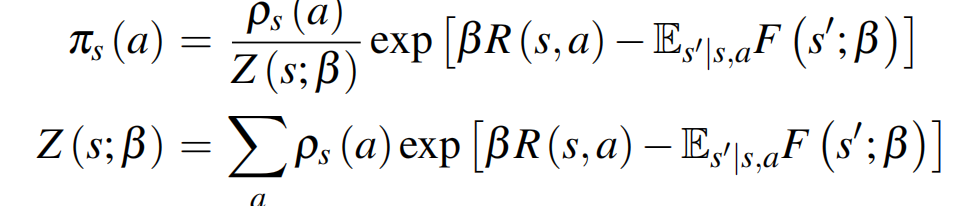 π_s(a) = ρ_s(a) / Z(s;β) exp [βR(s,a) − 𝔼_{s′|s,a}F(s′;β)]
Z(s;β) = ∑_a ρ_s(a) exp [βR(s,a) − 𝔼_{s′|s,a}F(s′;β)]